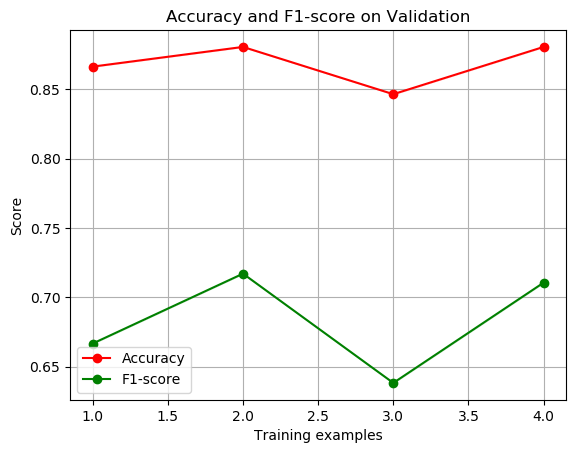 Accuracy and F1-score on Validation
Score
0.85
0.80
0.75
0.70
0.65
Accuracy
F1-score
1.0 1.5 2.0 2.5 3.0 3.5 4.0
Training examples